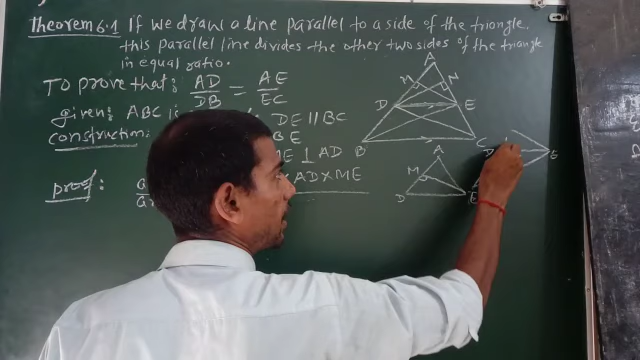 Theorem 6.1 If we draw a line parallel to a side of the triangle.
this parallel line divides the other two sides of the triangle
in equal ratio.
To prove that: AD/DB = AE/EC
given: ABC is DE || BC
construction: BE
⊥ AD
proof: × AD × ME
A
M
N
D
E
B
C
A
M
D
E
D
E